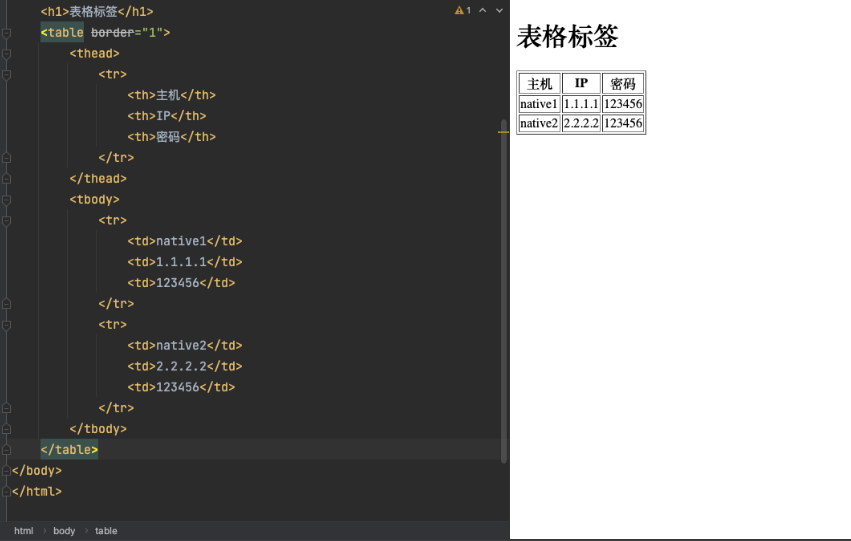 <h1>表格标签</h1>
<table border="1">
<thead>
<tr>
<th>主机</th>
<th>IP</th>
<th>密码</th>
</tr>
</thead>
<tbody>
<tr>
<td>native1</td>
<td>1.1.1.1</td>
<td>123456</td>
</tr>
<tr>
<td>native2</td>
<td>2.2.2.2</td>
<td>123456</td>
</tr>
</tbody>
</table>
</body>
</html>
html › body › table
1
表格标签
主机 IP 密码
native1 1.1.1.1 123456
native2 2.2.2.2 123456